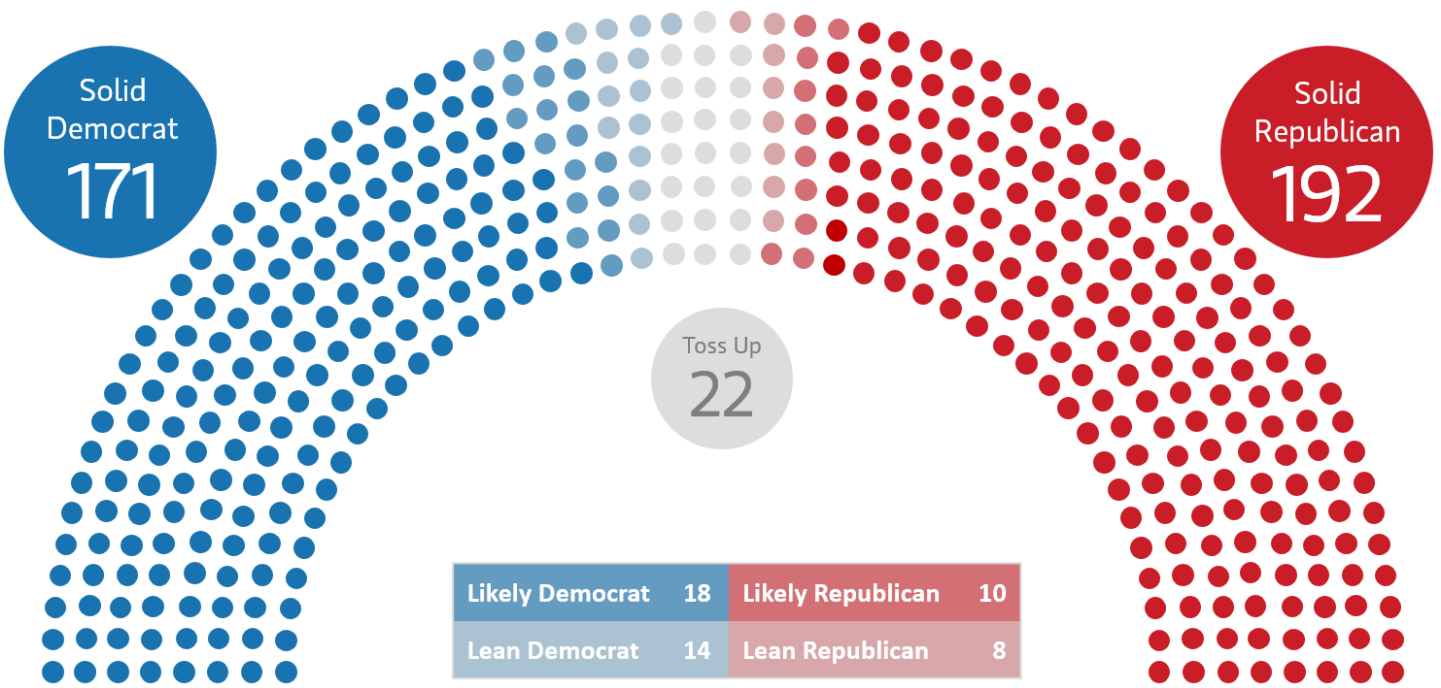 Solid
Democrat
171
Solid
Republican
192
Toss Up
22
Likely Democrat 18 Likely Republican 10
Lean Democrat 14 Lean Republican 8